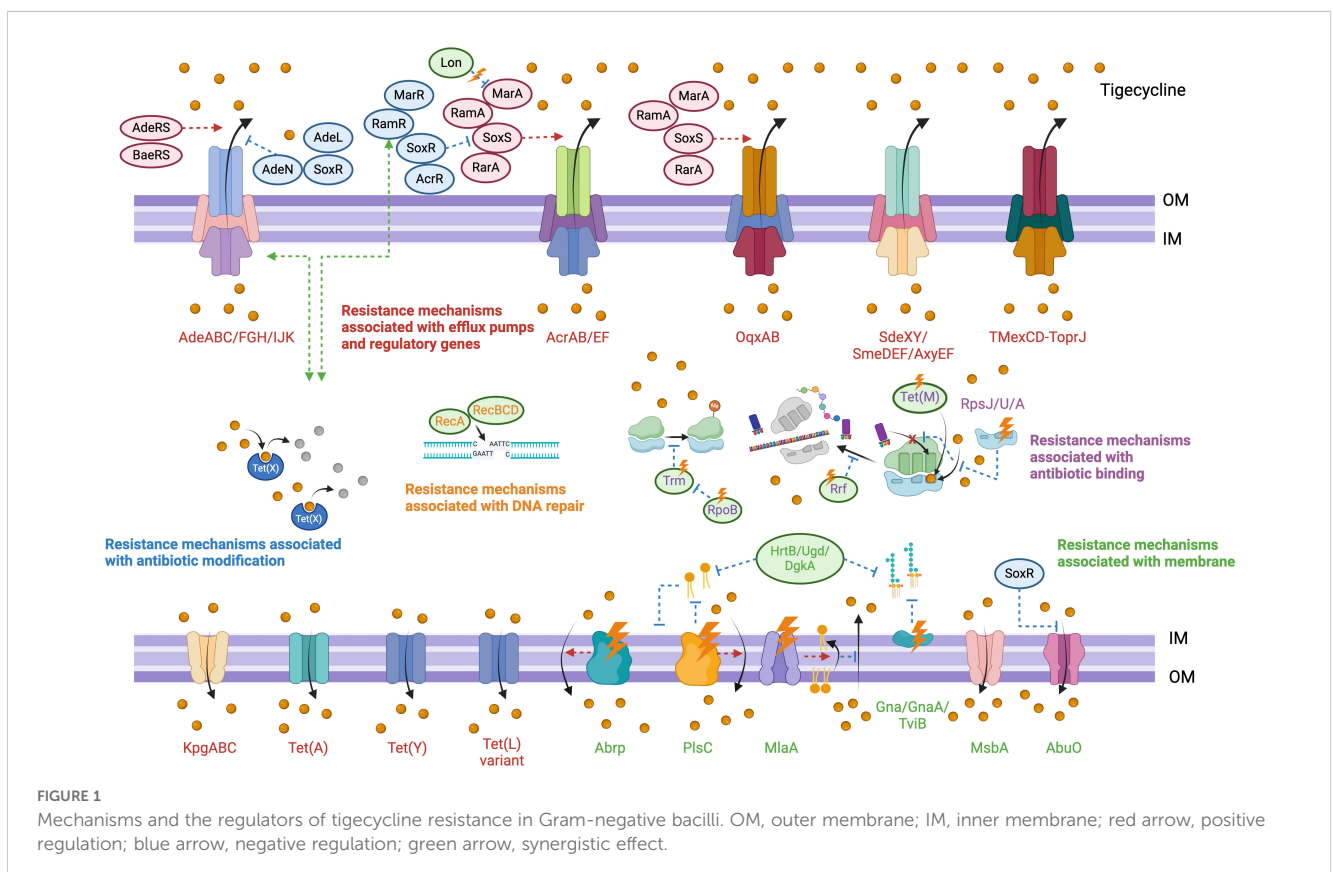 Lon
MarR
MarA
RamR
RamA
AdeRS
BaeRS
AdeL
AdeN
SoxR
SoxR
AcrR
SoxS
RarA
MarA
RamA
SoxS
RarA
Tigecycline
OM
IM
AdeABC/FGH/IJK
Resistance mechanisms
associated with efflux pumps
and regulatory genes
AcrAB/EF
OqxAB
SdeXY/
SmeDEF/AxyEF
TMexCD-ToprJ
Tet(X)
Tet(X)
Resistance mechanisms associated
with antibiotic modification
RecA
RecBCD
C AATTC
GAATT C
Resistance mechanisms
associated with DNA repair
Me
Trm
RpoB
Rrf
Tet(M)
RpsJ/U/A
Resistance mechanisms
associated with
antibiotic binding
HrtB/Ugd/
DgkA
SoxR
Resistance mechanisms
associated with membrane
IM
OM
KpgABC
Tet(A)
Tet(Y)
Tet(L)
variant
Abrp
PlsC
MlaA
Gna/GnaA/
TviB
MsbA
AbuO
FIGURE 1
Mechanisms and the regulators of tigecycline resistance in Gram-negative bacilli. OM, outer membrane; IM, inner membrane; red arrow, positive
regulation; blue arrow, negative regulation; green arrow, synergistic effect.